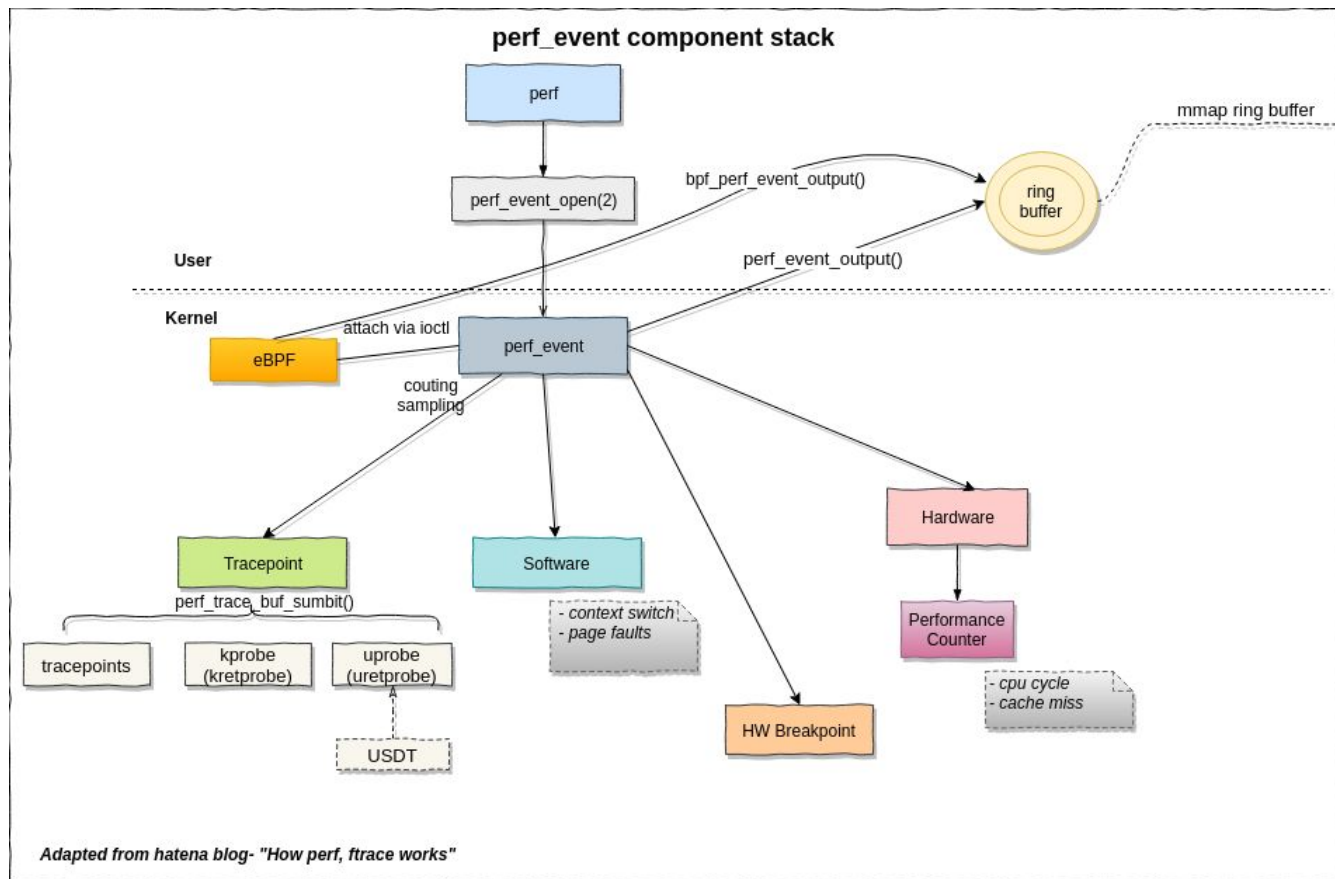 perf_event component stack
perf
mmap ring buffer
perf_event_open(2)
bpf_perf_event_output()
ring
buffer
User
perf_event_output()
Kernel
attach via ioctl
eBPF
perf_event
couting
sampling
Hardware
Tracepoint
Software
perf_trace_buf_sumbit()
- context switch
- page faults
Performance
Counter
tracepoints
kprobe
(kretprobe)
uprobe
(uretprobe)
- cpu cycle
- cache miss
HW Breakpoint
USDT
Adapted from hatena blog- "How perf, ftrace works"